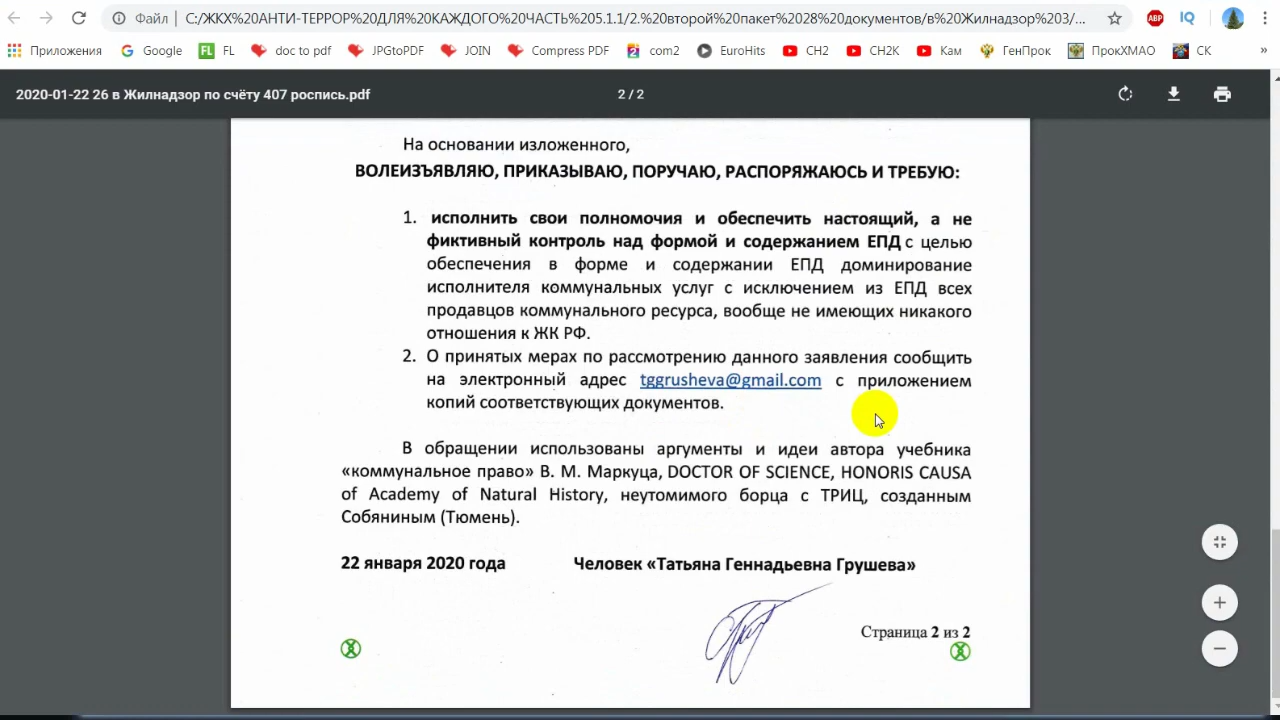 Файл
C:/ЖКХ%20АНТИ-ТЕРРОР%20ДЛЯ%20КАЖДОГО%20ЧАСТЬ%205.1.1/2.%20второй%20пакет%2028%20документов/в%20Жилнадзор%203/...
ABP
IQ
Приложения
Google
FL FL
doc to pdf
JPGtoPDF
JOIN
Compress PDF
com2
EuroHits
CH2
CH2K
Кам
ГенПрок
ПрокХМАО
СК
»
2020-01-22 26 в Жилнадзор по счёту 407 роспись.pdf
2 / 2
На основании изложенного,
ВОЛЕИЗЪЯВЛЯЮ, ПРИКАЗЫВАЮ, ПОРУЧАЮ, РАСПОРЯЖАЮСЬ И ТРЕБУЮ:
1. исполнить свои полномочия и обеспечить настоящий, а не
фиктивный контроль над формой и содержанием ЕПД с целью
обеспечения в форме и содержании ЕПД доминирование
исполнителя коммунальных услуг с исключением из ЕПД всех
продавцов коммунального ресурса, вообще не имеющих никакого
отношения к ЖК РФ.
2. О принятых мерах по рассмотрению данного заявления сообщить
на электронный адрес tggrusheva@gmail.com с приложением
копий соответствующих документов.
В обращении использованы аргументы и идеи автора учебника
«коммунальное право» В. М. Маркуца, DOCTOR OF SCIENCE, HONORIS CAUSA
of Academy of Natural History, неутомимого борца с ТРИЦ, созданным
Собяниным (Тюмень).
22 января 2020 года
Человек «Татьяна Геннадьевна Грушева»
Страница 2 из 2